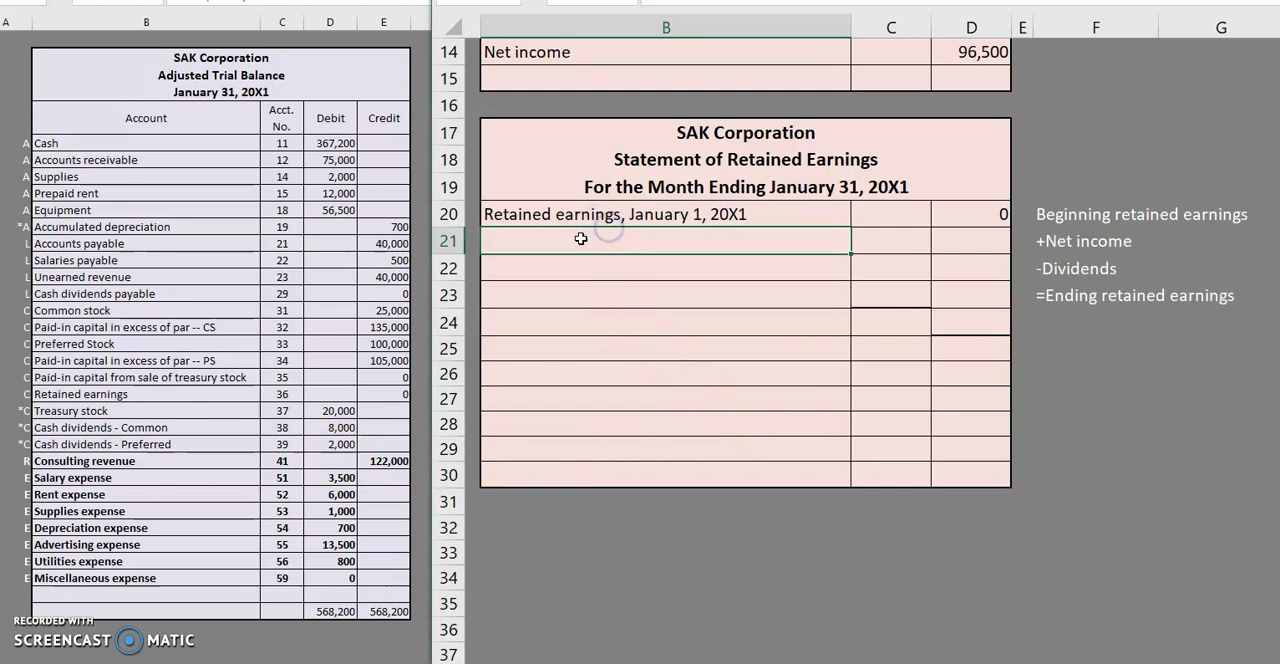 A B C D E
SAK Corporation
Adjusted Trial Balance
January 31, 20X1
Account Acct. No. Debit Credit
A Cash 11 367,200
A Accounts receivable 12 75,000
A Supplies 14 2,000
A Prepaid rent 15 12,000
A Equipment 18 56,500
*A Accumulated depreciation 19 700
L Accounts payable 21 40,000
L Salaries payable 22 500
L Unearned revenue 23 40,000
L Cash dividends payable 29 0
O Common stock 31 25,000
O Paid-in capital in excess of par -- CS 32 135,000
O Preferred Stock 33 100,000
O Paid-in capital in excess of par -- PS 34 105,000
O Paid-in capital from sale of treasury stock 35 0
O Retained earnings 36 0
*O Treasury stock 37 20,000
*O Cash dividends - Common 38 8,000
*O Cash dividends - Preferred 39 2,000
R Consulting revenue 41 122,000
E Salary expense 51 3,500
E Rent expense 52 6,000
E Supplies expense 53 1,000
E Depreciation expense 54 700
E Advertising expense 55 13,500
E Utilities expense 56 800
E Miscellaneous expense 59 0
568,200 568,200
RECORDED WITH
SCREENCAST MATIC
B C D E F G
14 Net income 96,500
15
16
17 SAK Corporation
18 Statement of Retained Earnings
19 For the Month Ending January 31, 20X1
20 Retained earnings, January 1, 20X1 0 Beginning retained earnings
21 +Net income
22 -Dividends
23 =Ending retained earnings
24
25
26
27
28
29
30
31
32
33
34
35
36
37